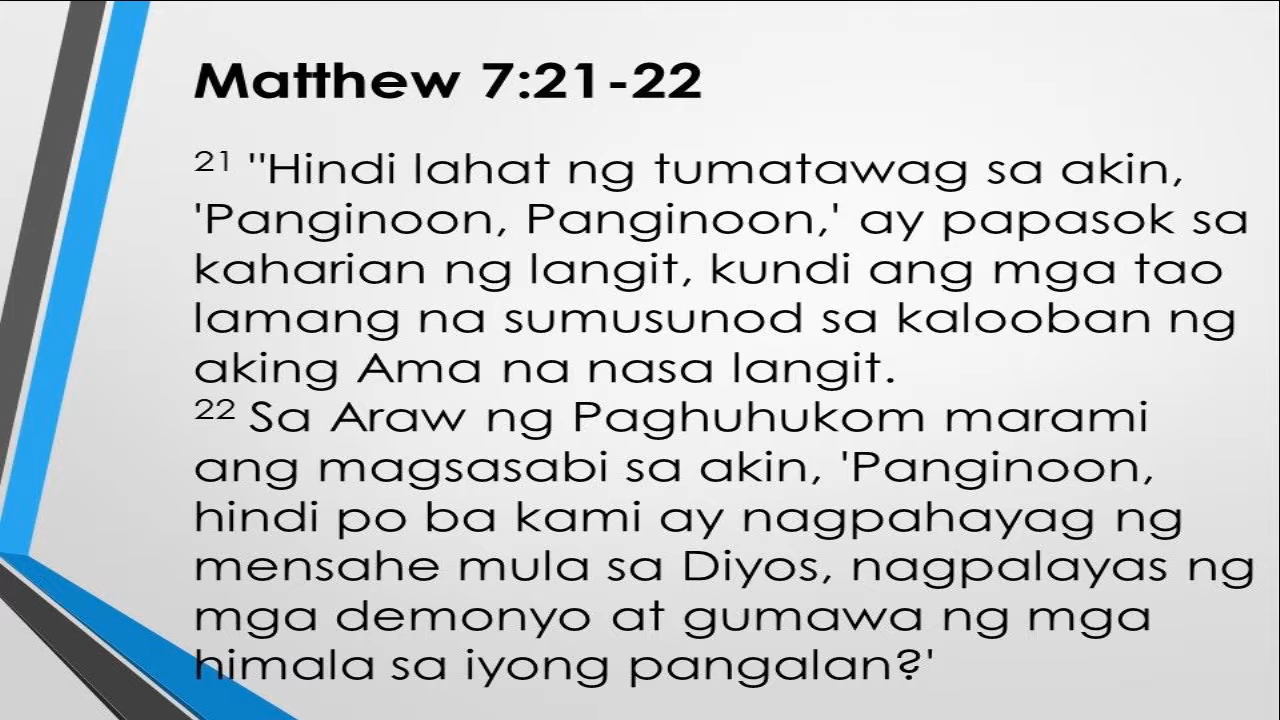 Matthew 7:21-22
21 "Hindi lahat ng tumatawag sa akin,
'Panginoon, Panginoon,' ay papasok sa
kaharian ng langit, kundi ang mga tao
lamang na sumusunod sa kalooban ng
aking Ama na nasa langit.
22 Sa Araw ng Paghuhukom marami
ang magsasabi sa akin, 'Panginoon,
hindi po ba kami ay nagpahayag ng
mensahe mula sa Diyos, nagpalayas ng
mga demonyo at gumawa ng mga
himala sa iyong pangalan?'